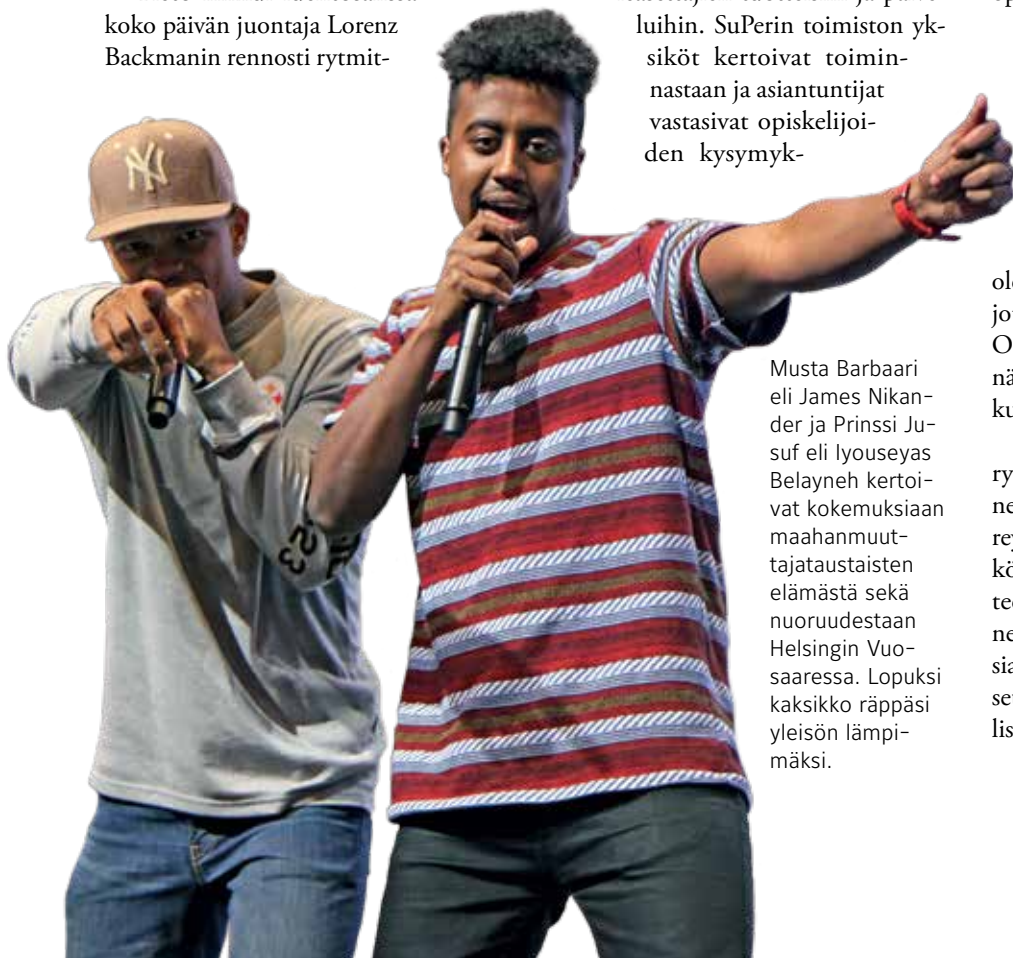 koko päivän juontaja Lorenz
Backmanin rennosti rytmit-
luihin. SuPerin toimiston yk-
siköt kertoivat toimin-
nastaan ja asiantuntijat
vastasivat opiskelijoi-
den kysymyk-
NY
23
Musta Barbaari
eli James Nikan-
der ja Prinssi Ju-
suf eli Iyouseyas
Belayneh kertoi-
vat kokemuksiaan
maahanmuut-
tajataustaisten
elämästä sekä
nuoruudestaan
Helsingin Vuo-
saaressa. Lopuksi
kaksikko räppäsi
yleisön lämpi-
mäksi.